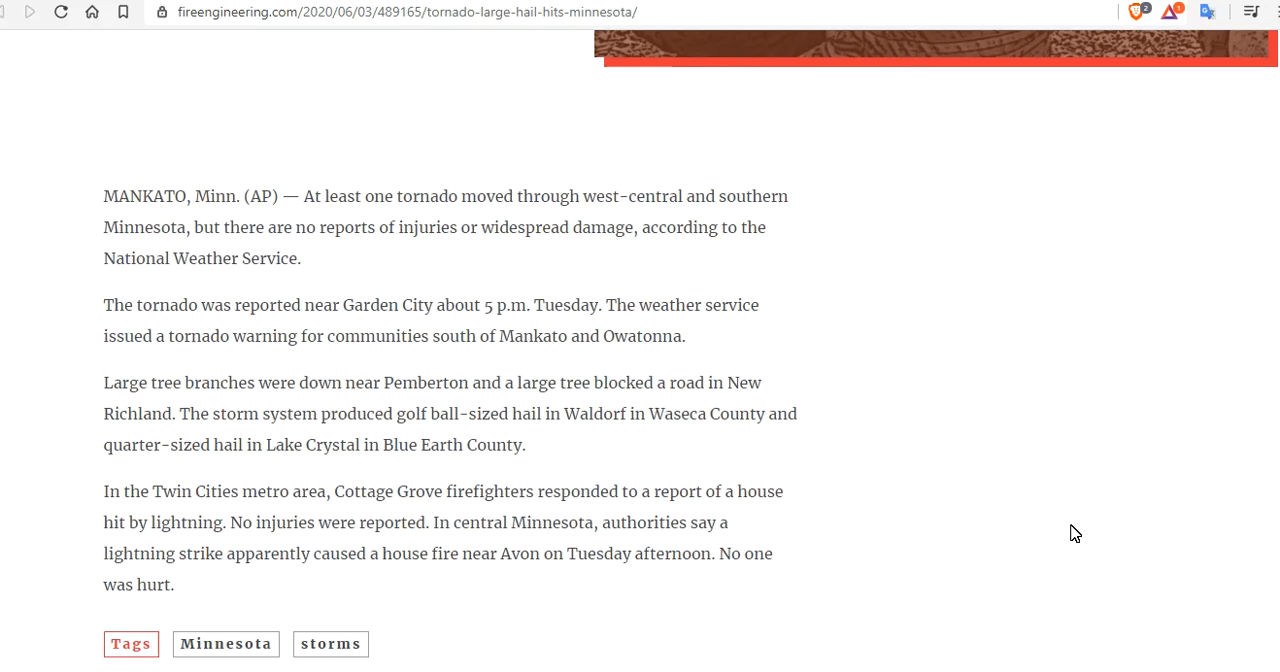 fireengineering.com/2020/06/03/489165/tornado-large-hail-hits-minnesota/
2
1
MANKATO, Minn. (AP) — At least one tornado moved through west-central and southern
Minnesota, but there are no reports of injuries or widespread damage, according to the
National Weather Service.
The tornado was reported near Garden City about 5 p.m. Tuesday. The weather service
issued a tornado warning for communities south of Mankato and Owatonna.
Large tree branches were down near Pemberton and a large tree blocked a road in New
Richland. The storm system produced golf ball-sized hail in Waldorf in Waseca County and
quarter-sized hail in Lake Crystal in Blue Earth County.
In the Twin Cities metro area, Cottage Grove firefighters responded to a report of a house
hit by lightning. No injuries were reported. In central Minnesota, authorities say a
lightning strike apparently caused a house fire near Avon on Tuesday afternoon. No one
was hurt.
Tags Minnesota storms